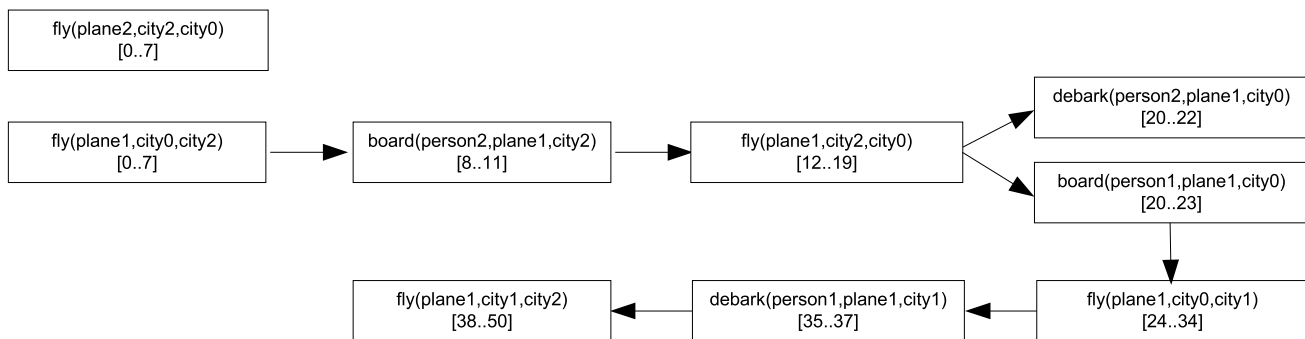 fly(plane2,city2,city0)
[0..7]
fly(plane1,city0,city2)
[0..7]
board(person2,plane1,city2)
[8..11]
fly(plane1,city2,city0)
[12..19]
debark(person2,plane1,city0)
[20..22]
board(person1,plane1,city0)
[20..23]
fly(plane1,city0,city1)
[24..34]
debark(person1,plane1,city1)
[35..37]
fly(plane1,city1,city2)
[38..50]